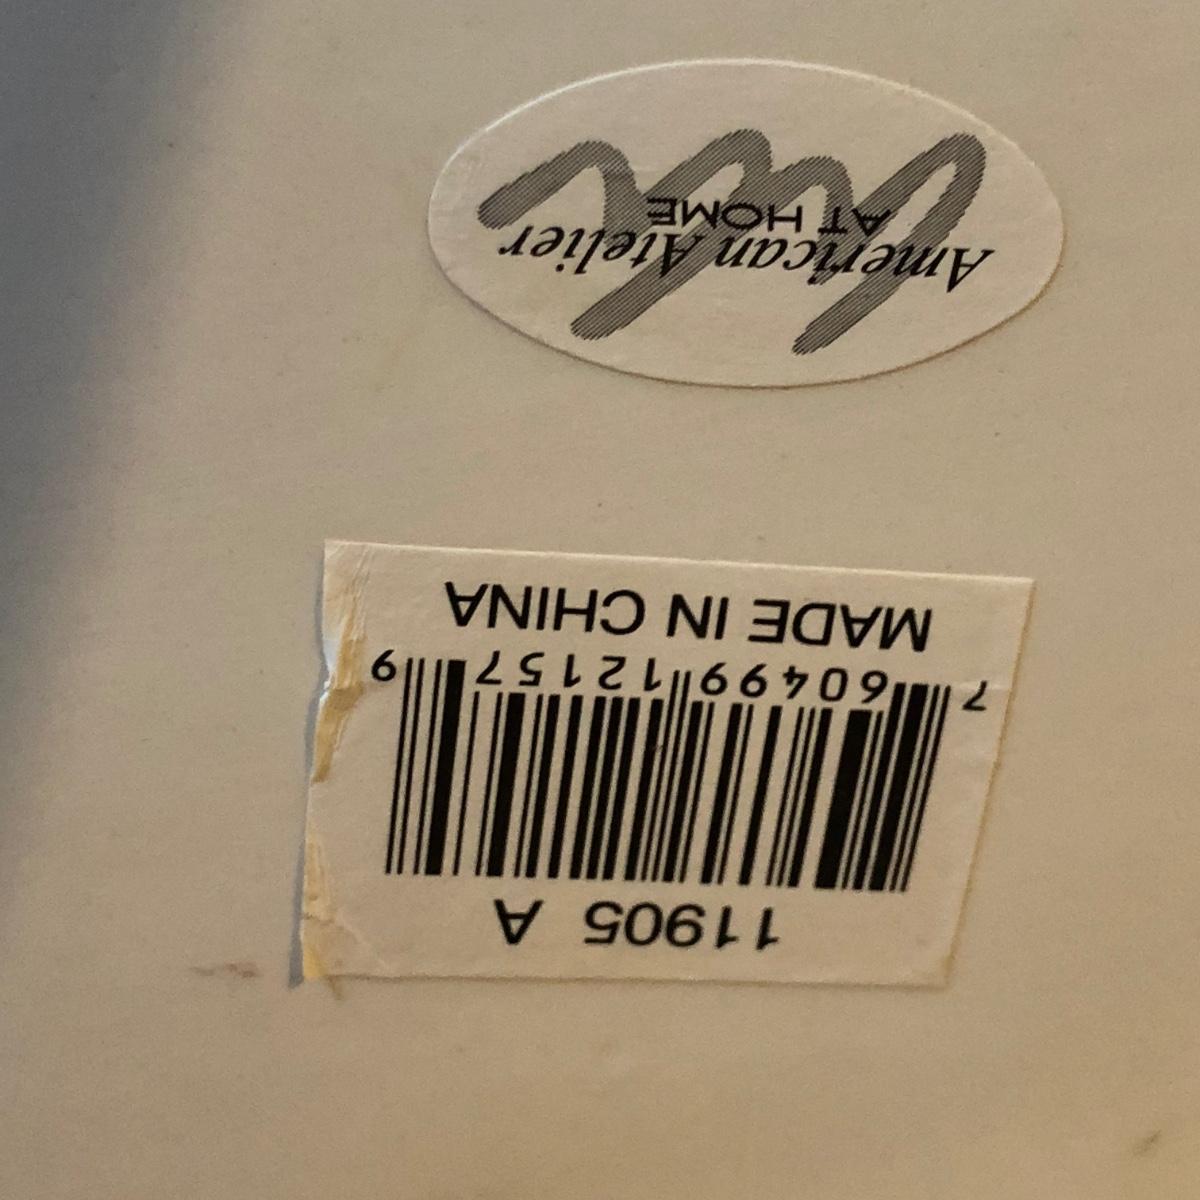 11905 A
7 60499 12157 9
MADE IN CHINA
American Atelier
AT HOME